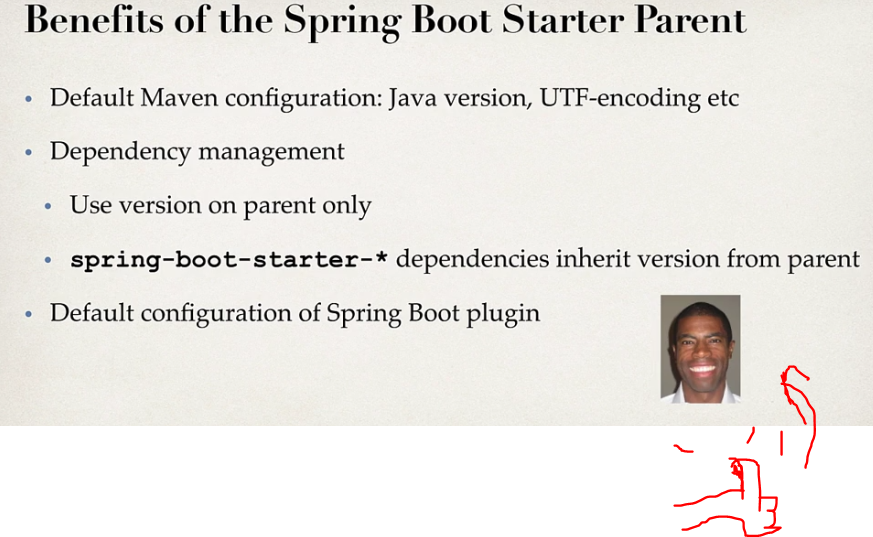 Benefits of the Spring Boot Starter Parent
Default Maven configuration: Java version, UTF-encoding etc
Dependency management
Use version on parent only
spring-boot-starter-* dependencies inherit version from parent
Default configuration of Spring Boot plugin